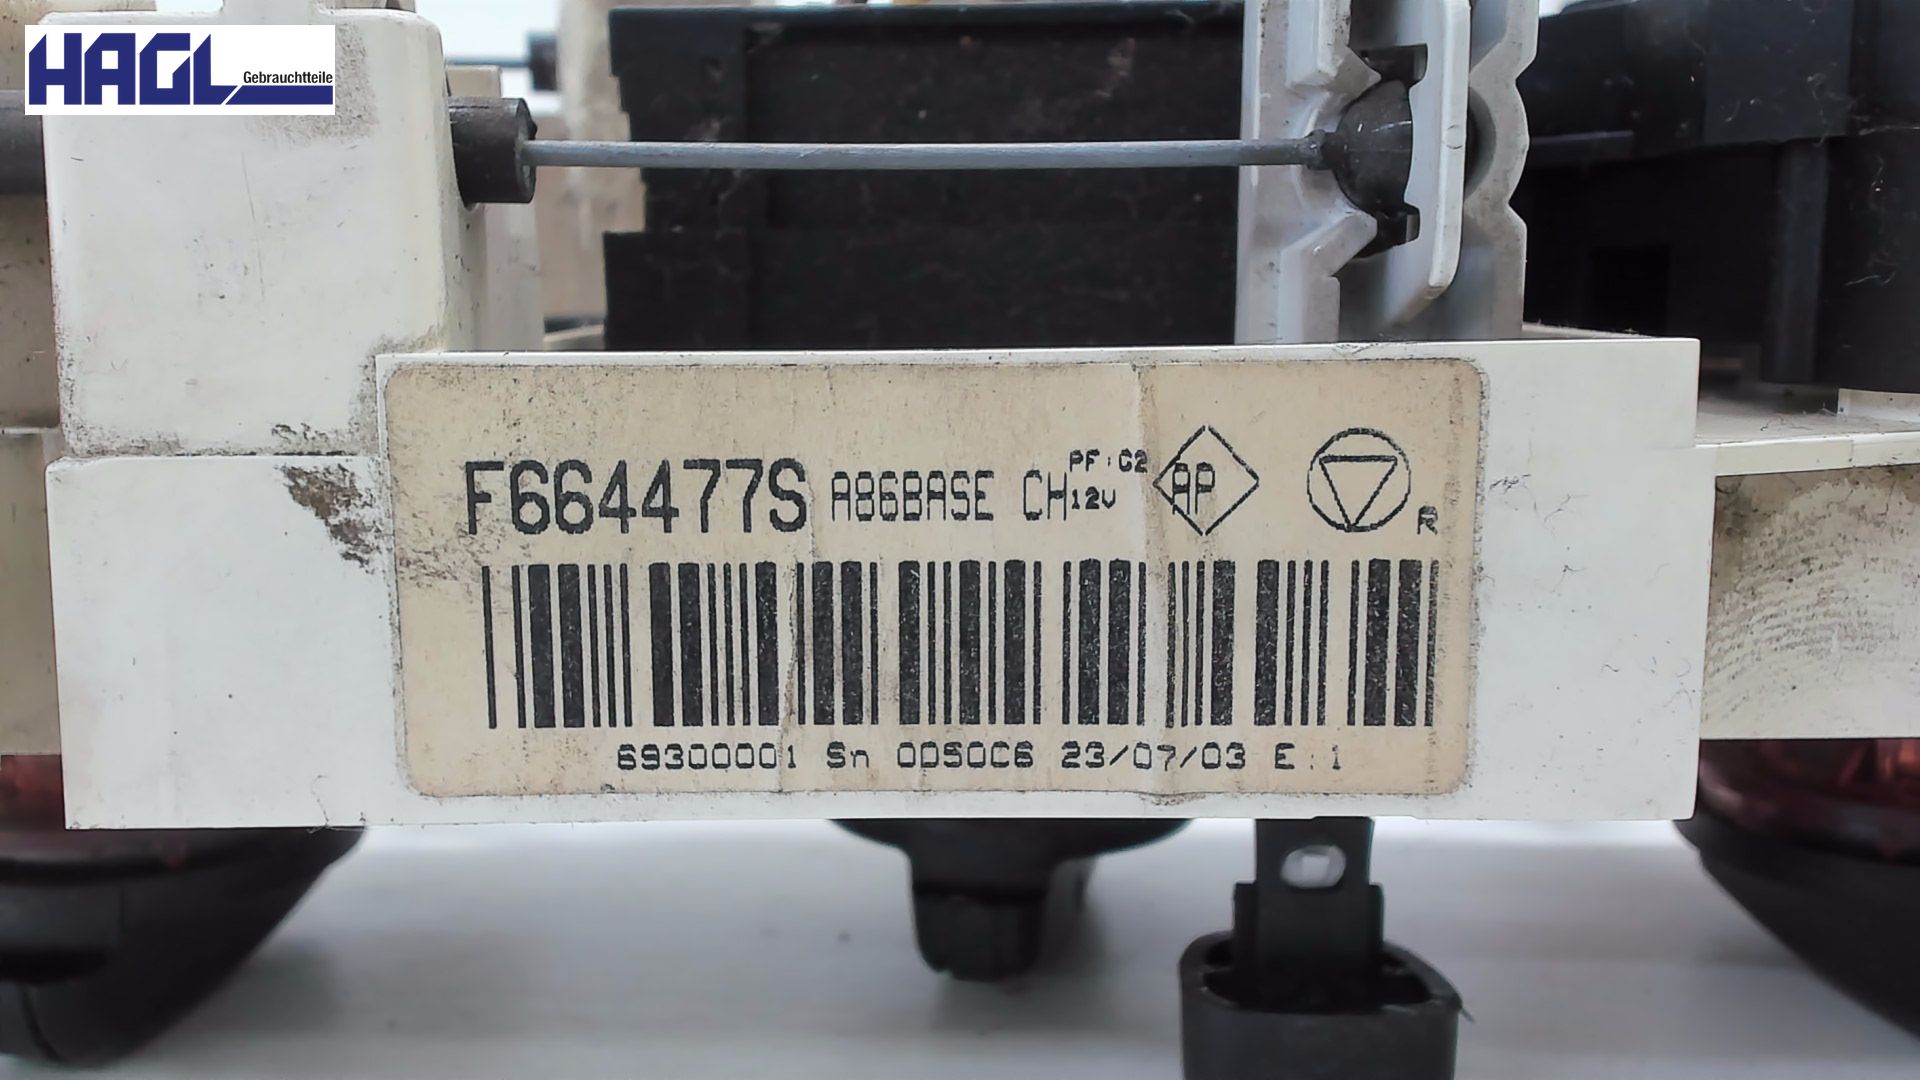 HAGL
Gebrauchtteile
F664477S A86BASE CH PF:C2 12V AP R
69300001 Sn 0D50C6 23/07/03 E:1